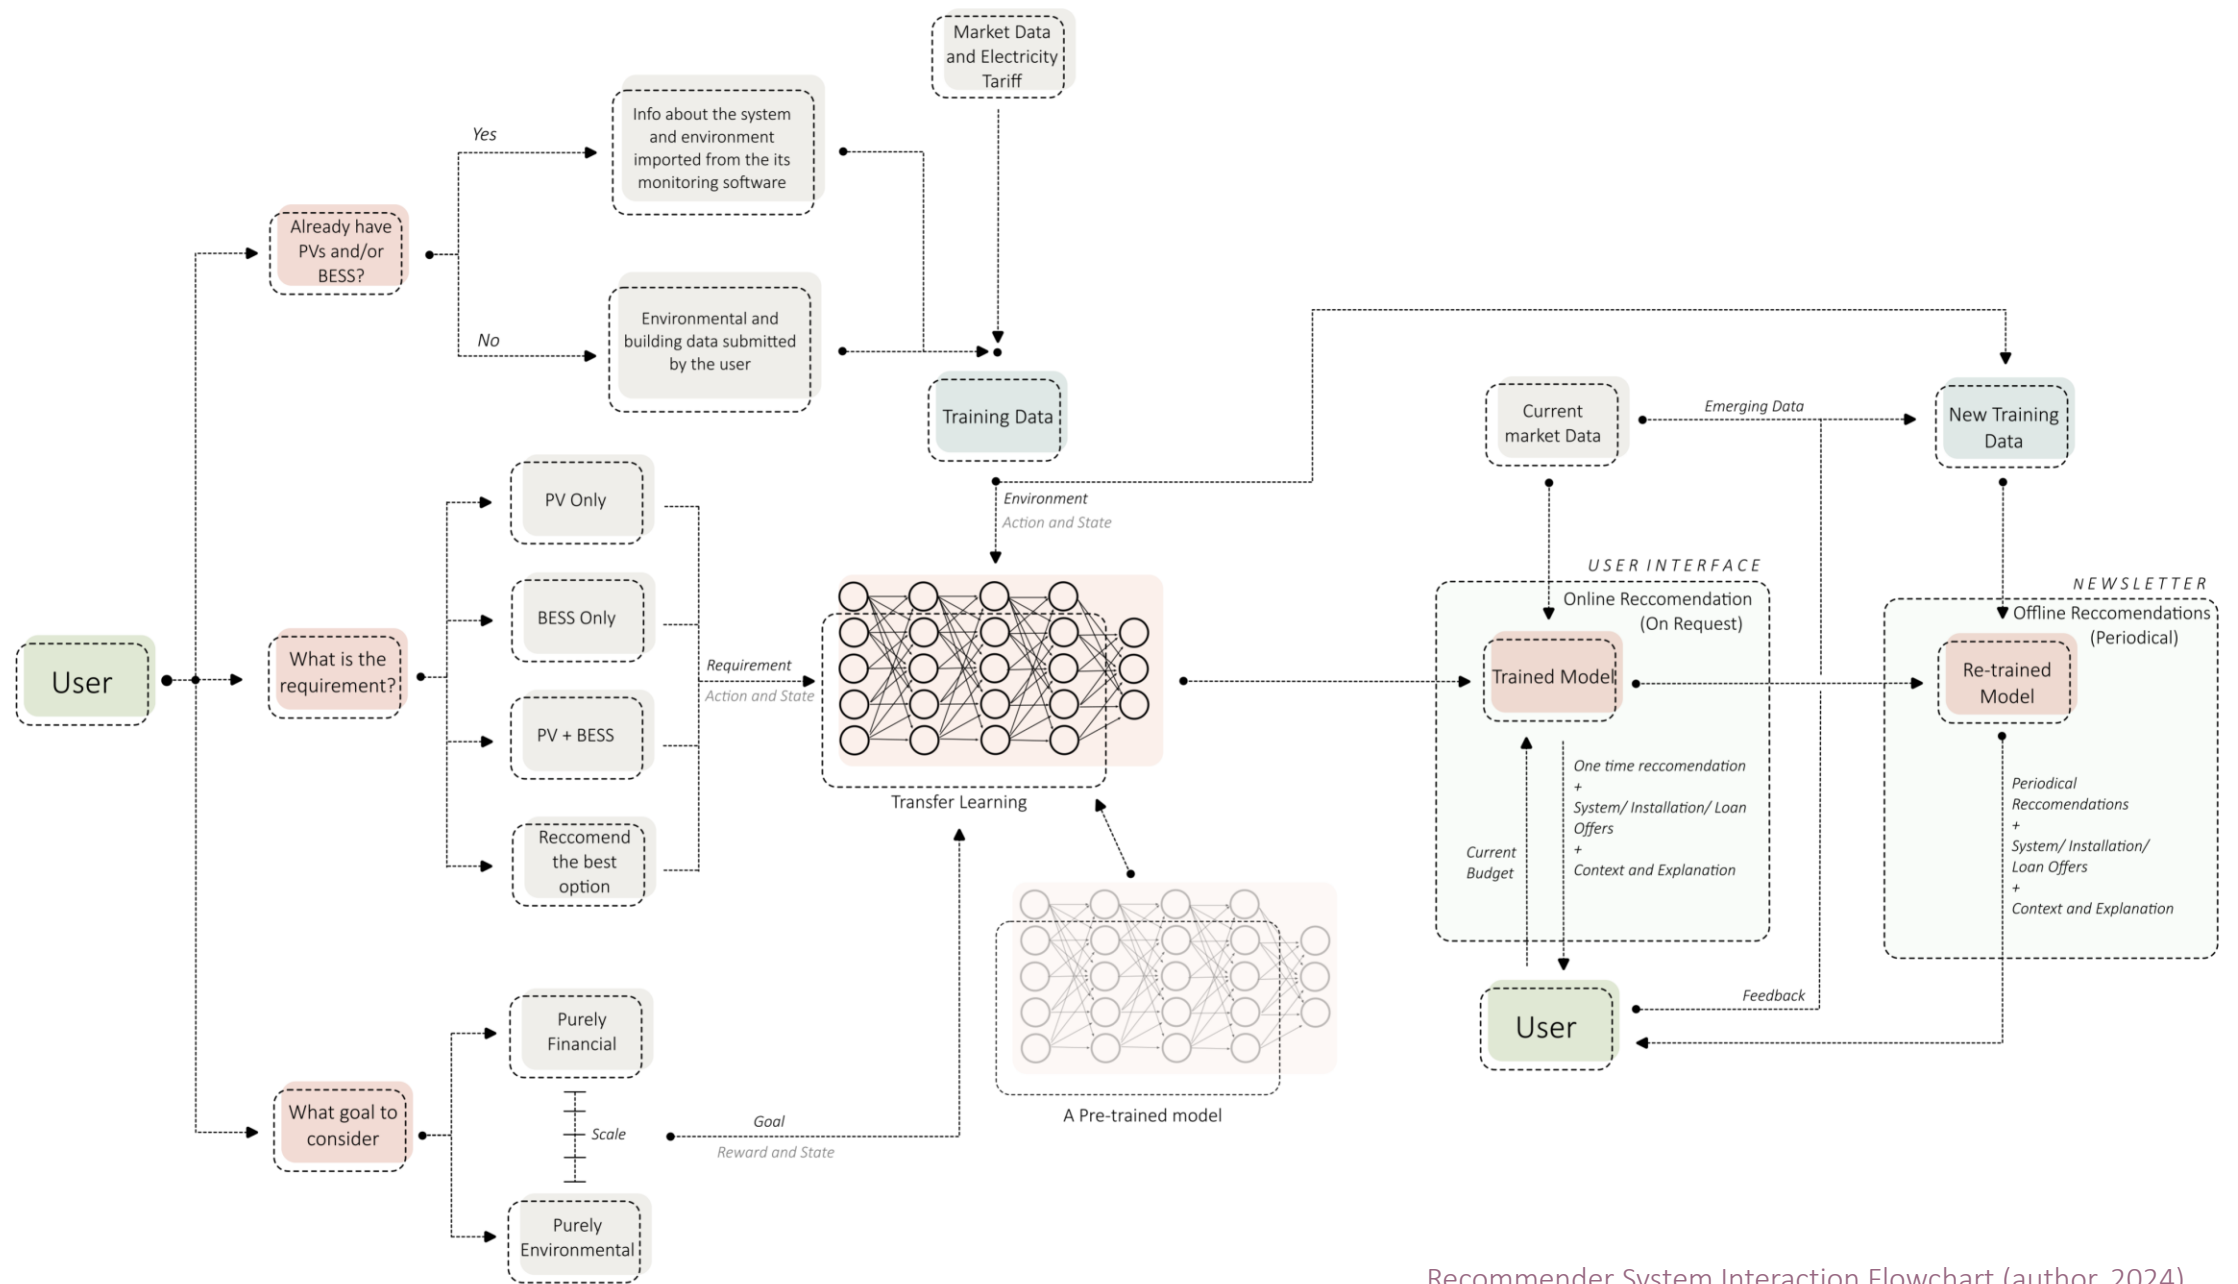 Market Data
and Electricity
Tariff
Yes
Info about the system
and environment
imported from the its
monitoring software
Already have
PVs and/or
BESS?
No
Environmental and
building data submitted
by the user
Training Data
Environment
Action and State
PV Only
BESS Only
PV + BESS
Reccomend
the best
option
User
What is the
requirement?
Requirement
Action and State
Transfer Learning
A Pre-trained model
What goal to
consider
Purely
Financial
Scale
Purely
Environmental
Goal
Reward and State
Current
market Data
Emerging Data
New Training
Data
USER INTERFACE
Online Reccomendation
(On Request)
Trained Model
Current
Budget
One time reccomendation
+
System/ Installation/ Loan
Offers
+
Context and Explanation
User
Feedback
NEWSLETTER
Offline Reccomendations
(Periodical)
Re-trained
Model
Periodical
Reccomendations
+
System/ Installation/
Loan Offers
+
Context and Explanation
Recommender System Interaction Flowchart (author, 2024)